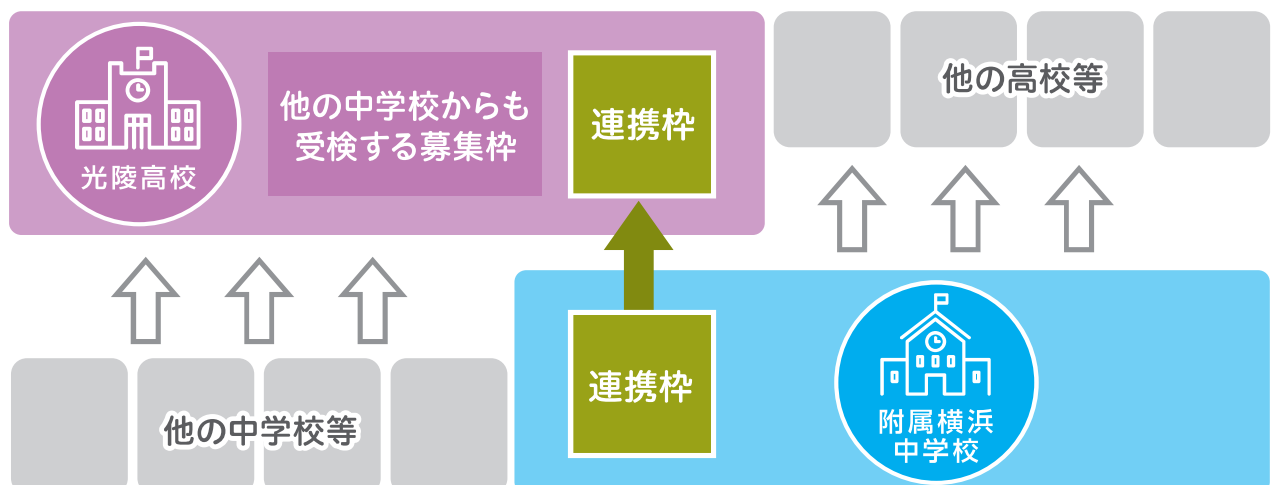 光陵高校
他の中学校からも
受検する募集枠
連携枠
他の高校等
他の中学校等
連携枠
附属横浜
中学校